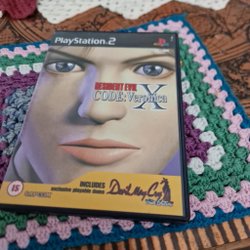 PlayStation®2
RESIDENT EVIL
CODE: Veronica
X
15
CAPCOM
INCLUDES
exclusive playable demo
Devil May Cry